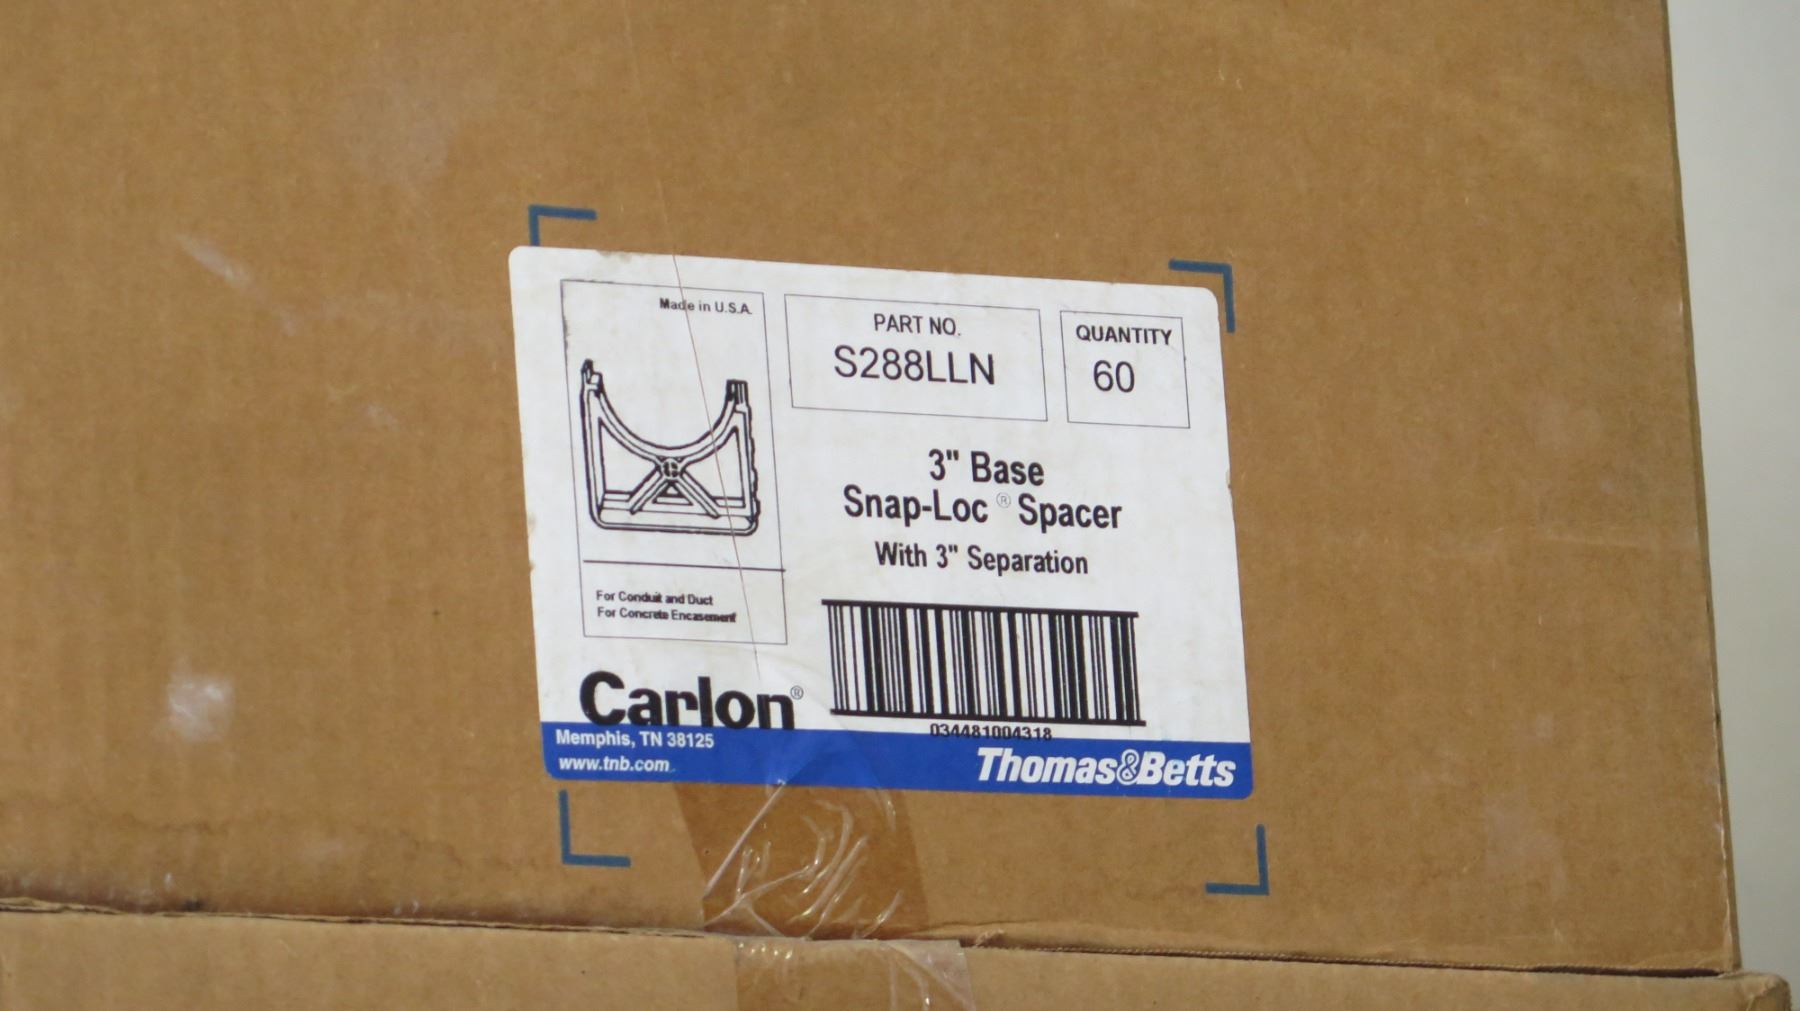 Made in U.S.A.
PART NO.
S288LLN
QUANTITY
60
3" Base
Snap-Loc® Spacer
With 3" Separation
For Conduit and Duct
For Concrete Encasement
Carlon®
034481004318
Memphis, TN 38125
www.tnb.com
Thomas&Betts